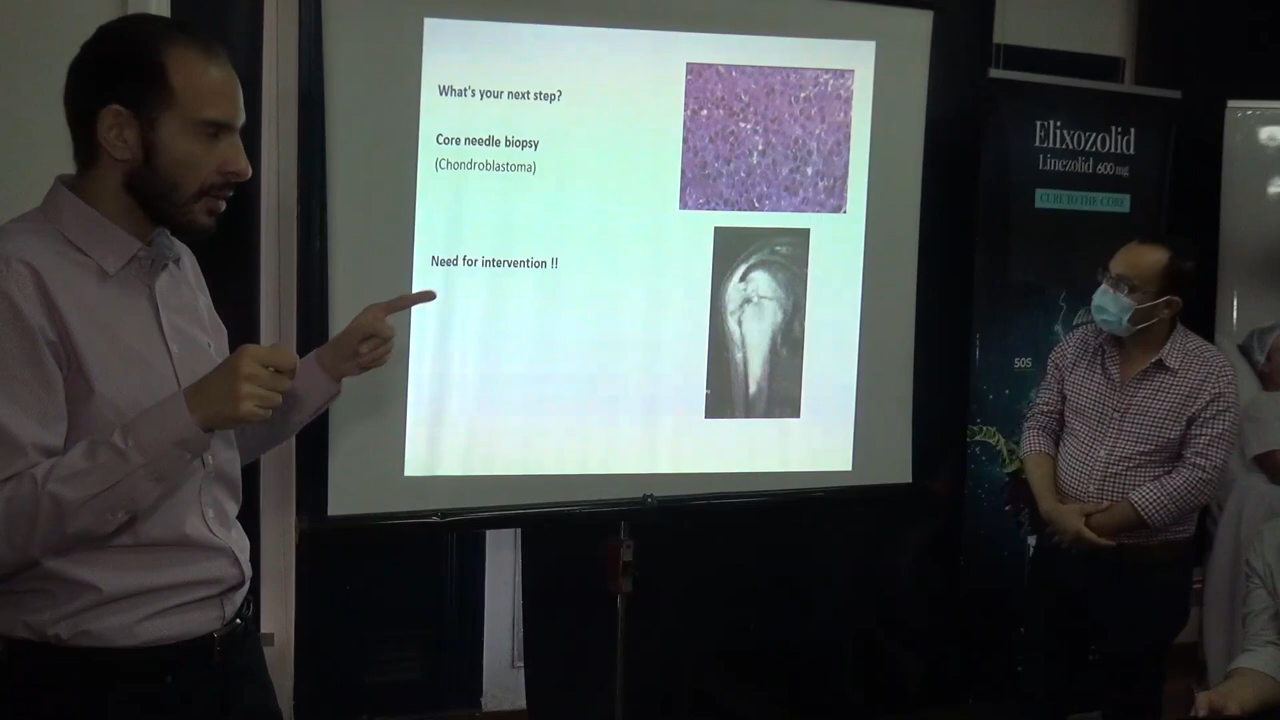 What's your next step?
Core needle biopsy
(Chondroblastoma)
Need for intervention !!
Elixozolid
Linezolid 600 mg
CURE TO THE CORE
SOS